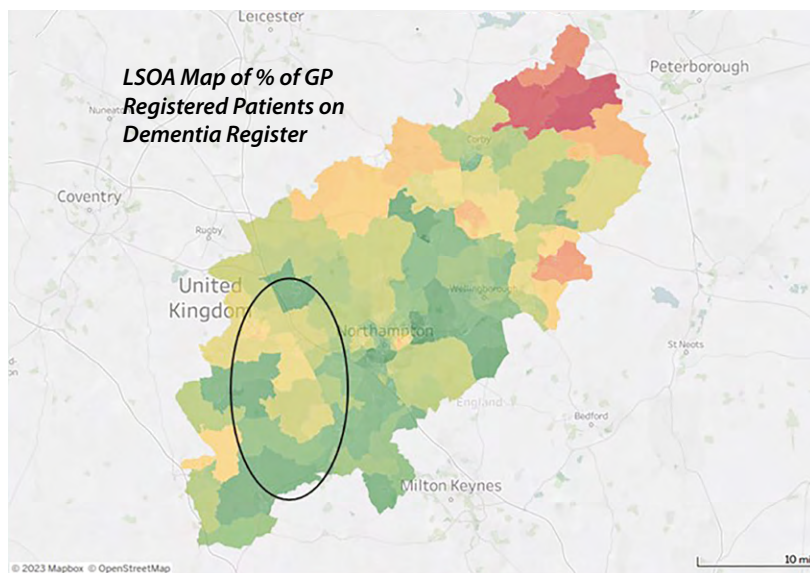 Leicester
LSOA Map of % of GP
Registered Patients on
Dementia Register
Peterborough
Corby
Coventry
Rugby
United
Kingdom
Wellingborough
Northampton
St Neots
England
Bedford
Milton Keynes
© 2023 Mapbox © OpenStreetMap
10 mi